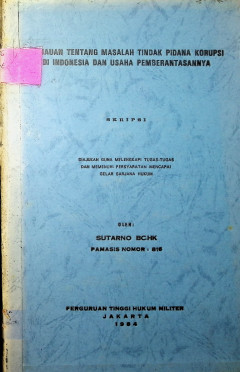 JAUAN TENTANG MASALAH TINDAK PIDANA KORUPSI
DI INDONESIA DAN USAHA PEMBERANTASANNYA
SKRIPSI
DIAJUKAN GUNA MELENGKAPI TUGAS-TUGAS
DAN MEMENUHI PERSYARATAN MENCAPAI
GELAR SARJANA HUKUM
OLEH:
SUTARNO BCHK
PAMASIS NOMOR : 816
PERGURUAN TINGGI HUKUM MILITER
JAKARTA
1984